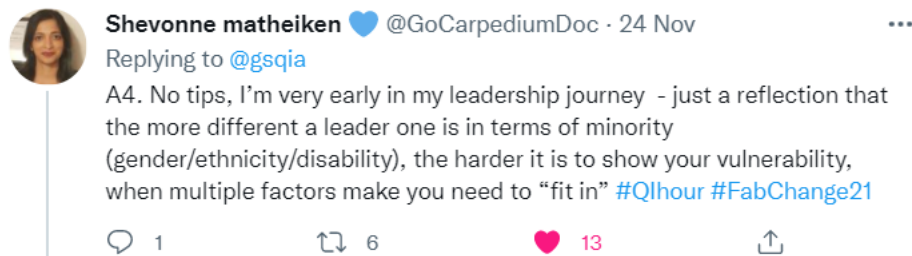 Shevonne matheiken 💙 @GoCarpediumDoc · 24 Nov
Replying to @gsqia
A4. No tips, I’m very early in my leadership journey  - just a reflection that
the more different a leader one is in terms of minority
(gender/ethnicity/disability), the harder it is to show your vulnerability,
when multiple factors make you need to “fit in” #QIhour #FabChange21
1 6 13